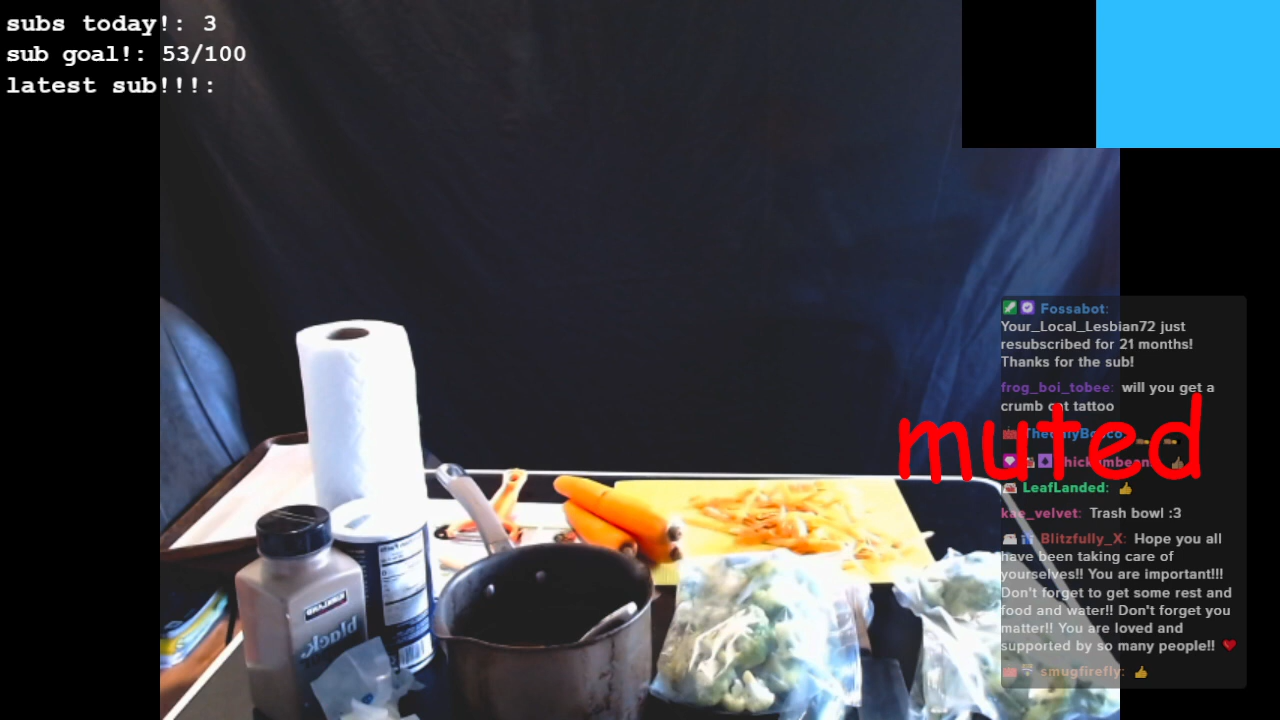 subs today!: 3
sub goal!: 53/100
latest sub!!!:
Fossabot:
Your_Local_Lesbian72 just
resubscribed for 21 months!
Thanks for the sub!
frog_boi_tobee: will you get a
crumb cat tattoo
muted
LeafLanded:
kae_velvet: Trash bowl :3
Blitzfully_X: Hope you all
have been taking care of
yourselves!! You are important!!!
Don't forget to get some rest and
food and water!! Don't forget you
matter!! You are loved and
supported by so many people!!
smugfirefly:
black